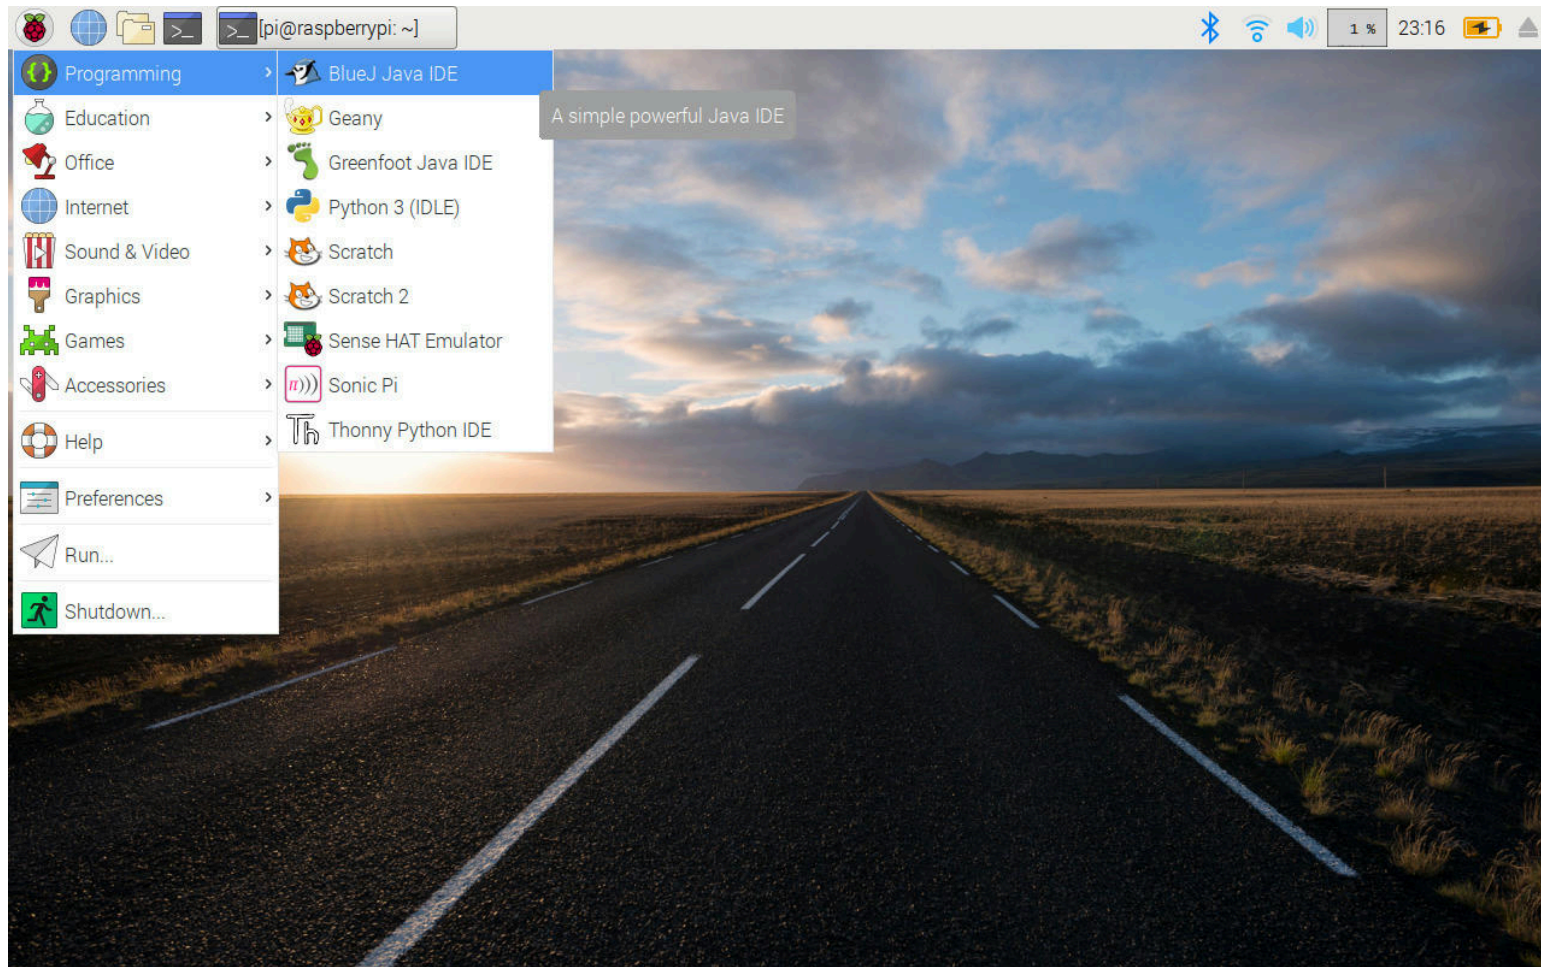 [pi@raspberrypi: ~]
1 %
23:16
Programming
Education
Office
Internet
Sound & Video
Graphics
Games
Accessories
Help
Preferences
Run...
Shutdown...
BlueJ Java IDE
Geany
Greenfoot Java IDE
Python 3 (IDLE)
Scratch
Scratch 2
Sense HAT Emulator
π))) Sonic Pi
Th Thonny Python IDE
A simple powerful Java IDE